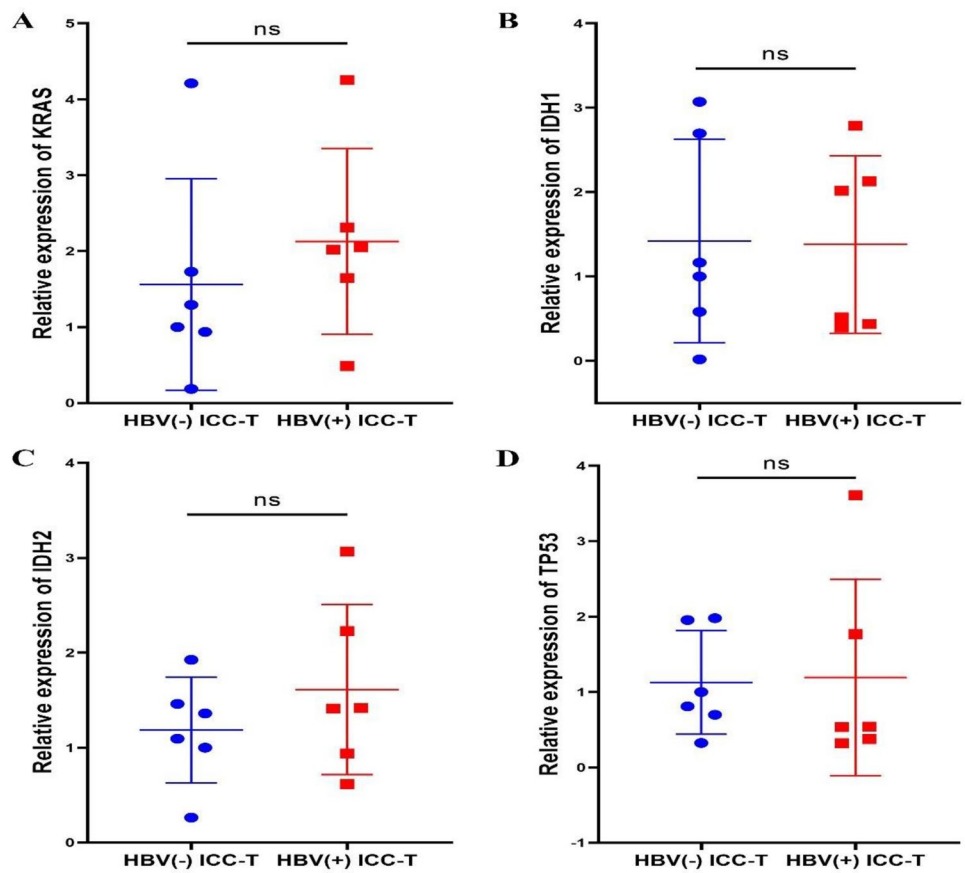 A
Relative expression of KRAS
5
4
3
2
1
0
ns
HBV(-) ICC-T HBV(+) ICC-T
B
Relative expression of IDH1
4
3
2
1
0
ns
HBV(-) ICC-T HBV(+) ICC-T
C
Relative expression of IDH2
4
3
2
1
0
ns
HBV(-) ICC-T HBV(+) ICC-T
D
Relative expression of TP53
4
3
2
1
0
-1
ns
HBV(-) ICC-T HBV(+) ICC-T